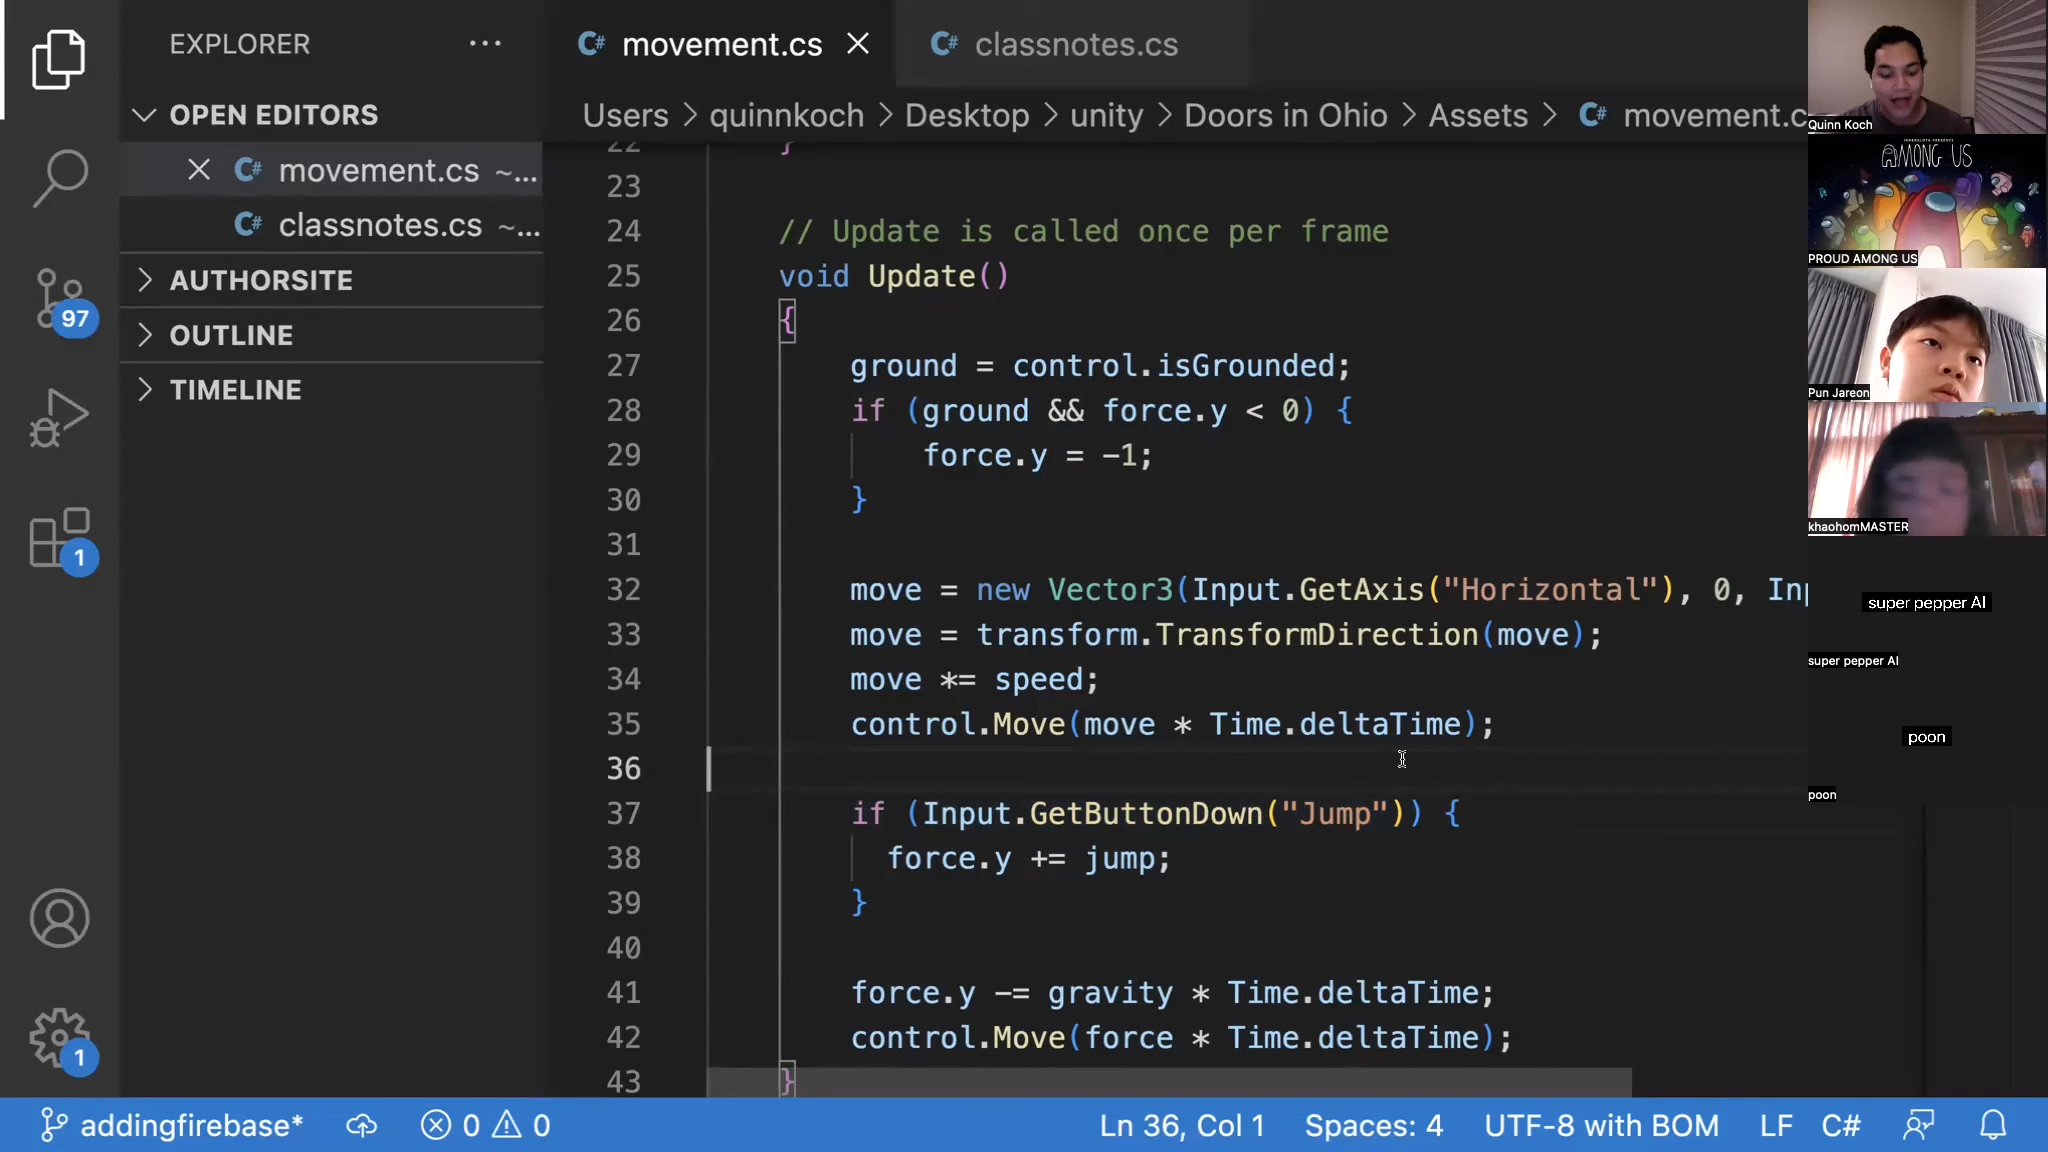 EXPLORER
movement.cs
classnotes.cs
OPEN EDITORS
movement.cs ~...
classnotes.cs ~...
AUTHORSITE
OUTLINE
TIMELINE
97
1
1
Users > quinnkoch > Desktop > unity > Doors in Ohio > Assets > movement.c
22 }
23
24 // Update is called once per frame
25 void Update()
26 {
27 ground = control.isGrounded;
28 if (ground && force.y < 0) {
29 force.y = -1;
30 }
31
32 move = new Vector3(Input.GetAxis("Horizontal"), 0, Inp
33 move = transform.TransformDirection(move);
34 move *= speed;
35 control.Move(move * Time.deltaTime);
36
37 if (Input.GetButtonDown("Jump")) {
38 force.y += jump;
39 }
40
41 force.y -= gravity * Time.deltaTime;
42 control.Move(force * Time.deltaTime);
43 }
Quinn Koch
AMONG US
PROUD AMONG US
Pun Jareon
khaohomMASTER
super pepper AI
super pepper AI
poon
poon
addingfirebase* 0 0 Ln 36, Col 1 Spaces: 4 UTF-8 with BOM LF C#